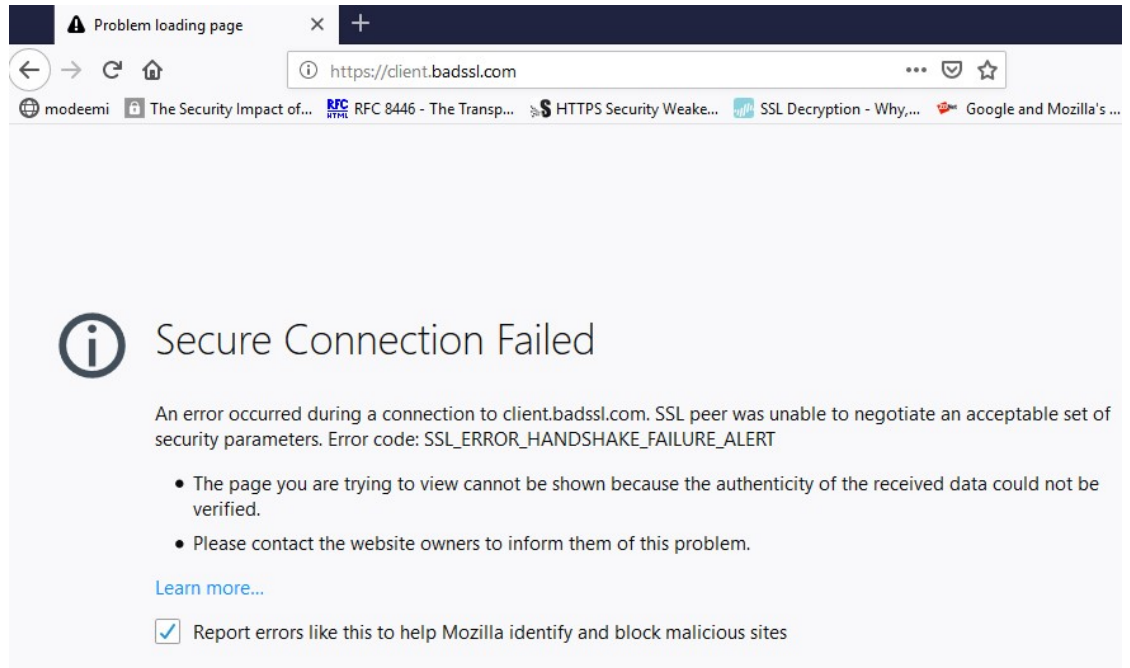 Problem loading page
https://client.badssl.com
modeemi The Security Impact of... RFC HTML RFC 8446 - The Transp... HTTPS Security Weake... SSL Decryption - Why,... Google and Mozilla's ...
Secure Connection Failed
An error occurred during a connection to client.badssl.com. SSL peer was unable to negotiate an acceptable set of
security parameters. Error code: SSL_ERROR_HANDSHAKE_FAILURE_ALERT
• The page you are trying to view cannot be shown because the authenticity of the received data could not be
verified.
• Please contact the website owners to inform them of this problem.
Learn more...
Report errors like this to help Mozilla identify and block malicious sites